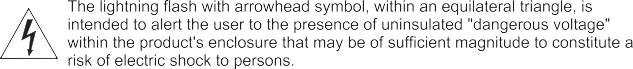 The lightning flash with arrowhead symbol, within an equilateral triangle, is
intended to alert the user to the presence of uninsulated "dangerous voltage"
within the product's enclosure that may be of sufficient magnitude to constitute a
risk of electric shock to persons.